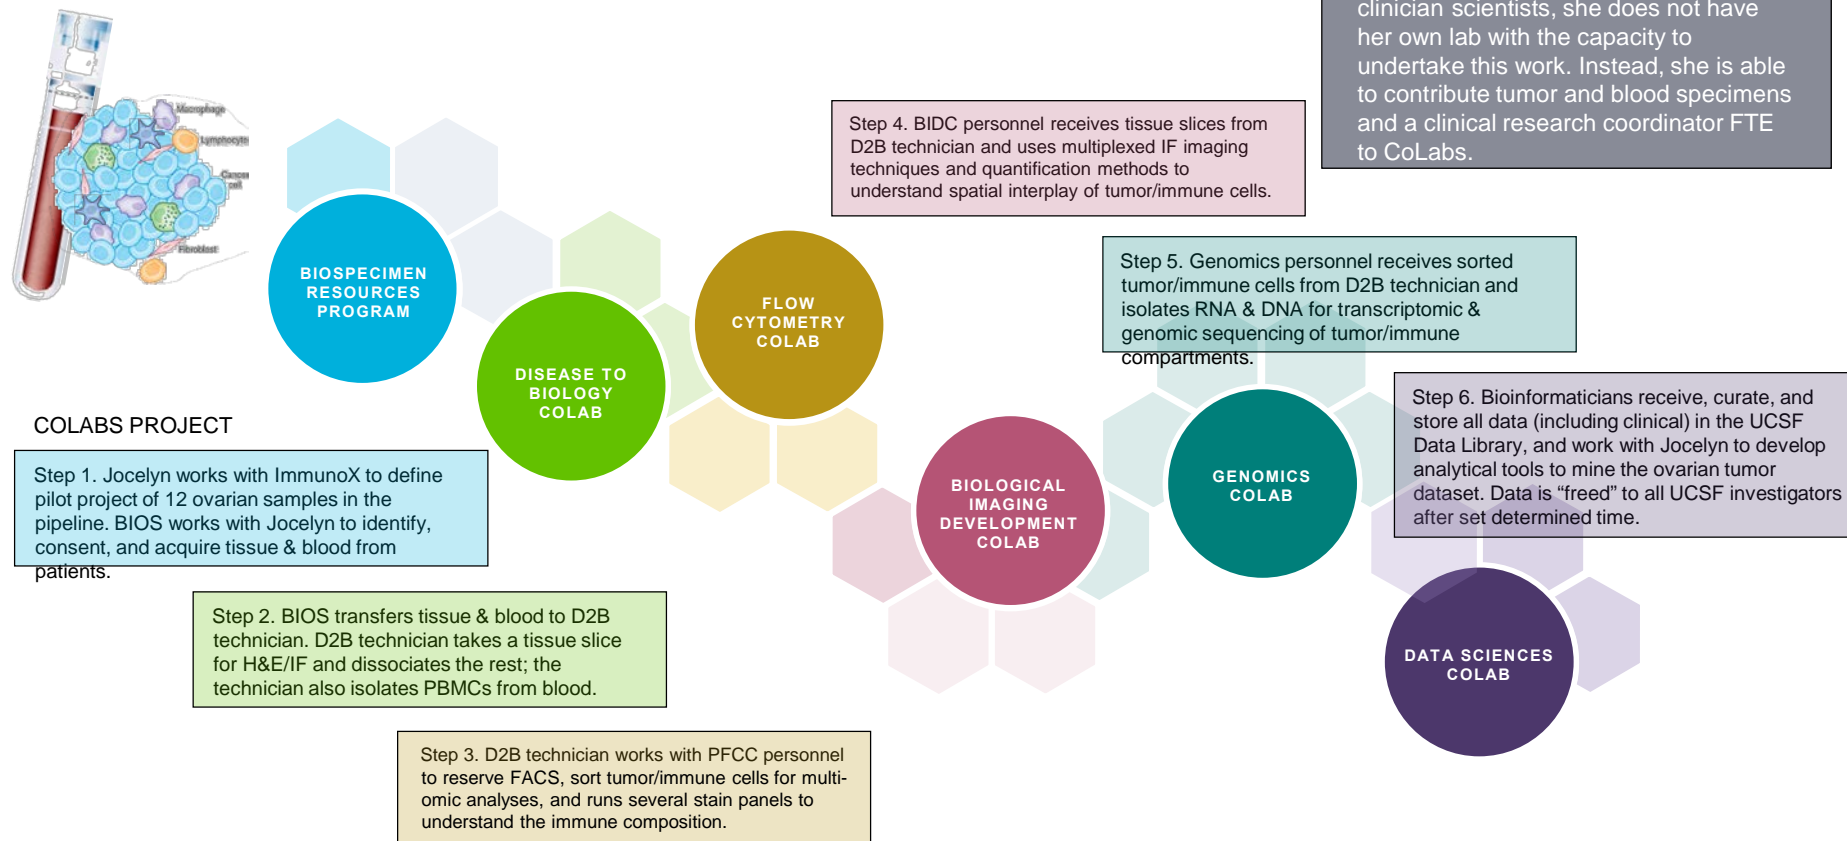 clinician scientists, she does not have
her own lab with the capacity to
undertake this work. Instead, she is able
to contribute tumor and blood specimens
and a clinical research coordinator FTE
to CoLabs.
Macrophage
Lymphocyte
Cancer
cell
Fibroblast
Step 4. BIDC personnel receives tissue slices from
D2B technician and uses multiplexed IF imaging
techniques and quantification methods to
understand spatial interplay of tumor/immune cells.
Step 5. Genomics personnel receives sorted
tumor/immune cells from D2B technician and
isolates RNA & DNA for transcriptomic &
genomic sequencing of tumor/immune
compartments.
BIOSPECIMEN
RESOURCES
PROGRAM
FLOW
CYTOMETRY
COLAB
DISEASE TO
BIOLOGY
COLAB
Step 6. Bioinformaticians receive, curate, and
store all data (including clinical) in the UCSF
Data Library, and work with Jocelyn to develop
analytical tools to mine the ovarian tumor
dataset. Data is “freed” to all UCSF investigators
after set determined time.
COLABS PROJECT
Step 1. Jocelyn works with ImmunoX to define
pilot project of 12 ovarian samples in the
pipeline. BIOS works with Jocelyn to identify,
consent, and acquire tissue & blood from
patients.
BIOLOGICAL
IMAGING
DEVELOPMENT
COLAB
GENOMICS
COLAB
Step 2. BIOS transfers tissue & blood to D2B
technician. D2B technician takes a tissue slice
for H&E/IF and dissociates the rest; the
technician also isolates PBMCs from blood.
DATA SCIENCES
COLAB
Step 3. D2B technician works with PFCC personnel
to reserve FACS, sort tumor/immune cells for multi-
omic analyses, and runs several stain panels to
understand the immune composition.